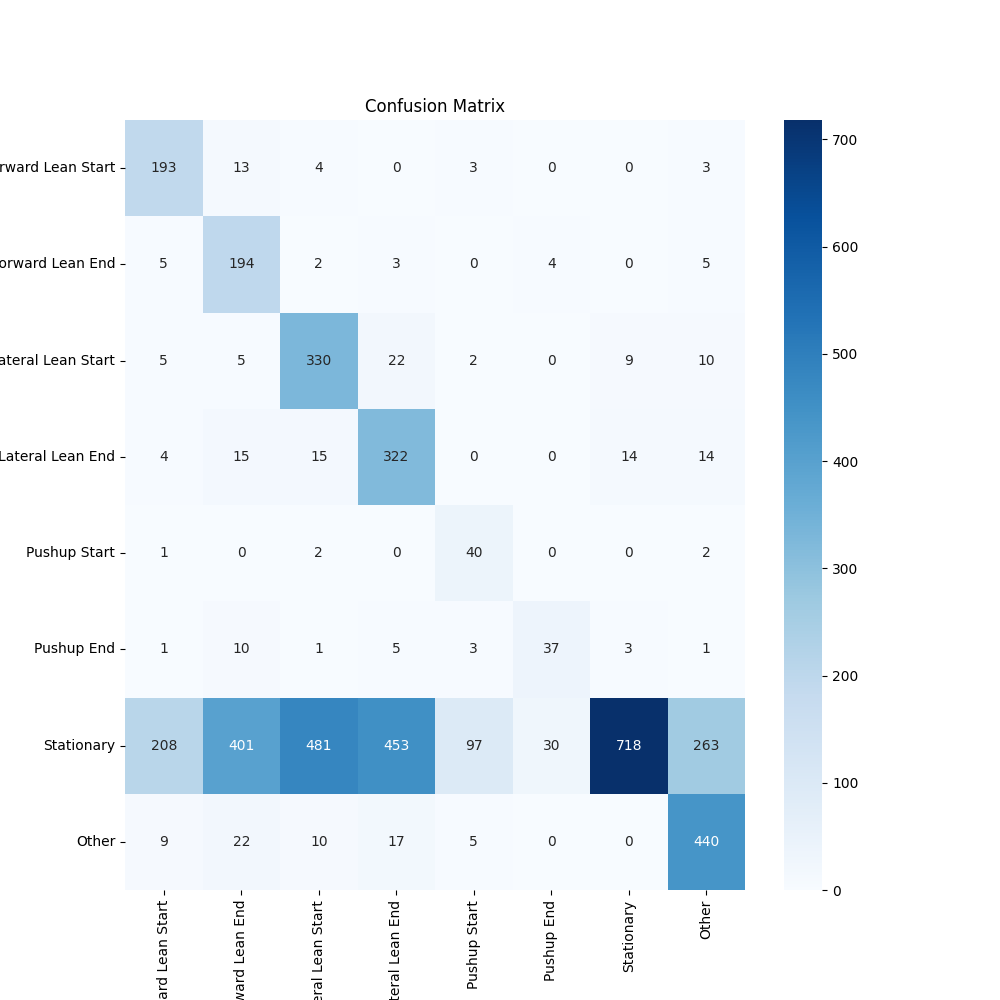 Confusion Matrix
rward Lean Start 193 13 4 0 3 0 0 3
orward Lean End 5 194 2 3 0 4 0 5
ateral Lean Start 5 5 330 22 2 0 9 10
Lateral Lean End 4 15 15 322 0 0 14 14
Pushup Start 1 0 2 0 40 0 0 2
Pushup End 1 10 1 5 3 37 3 1
Stationary 208 401 481 453 97 30 718 263
Other 9 22 10 17 5 0 0 440
ard Lean Start
ward Lean End
eral Lean Start
teral Lean End
Pushup Start
Pushup End
Stationary
Other
700
600
500
400
300
200
100
0